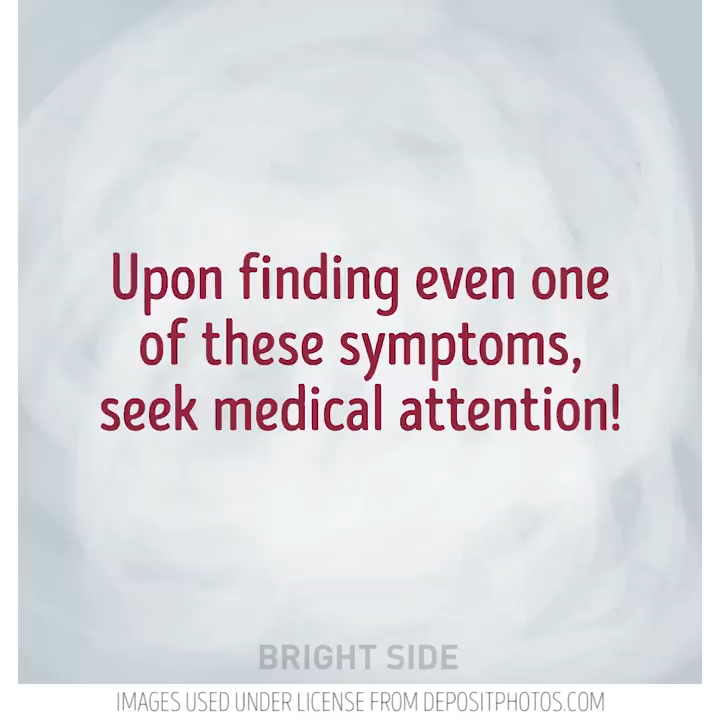 Upon finding even one
of these symptoms,
seek medical attention!
BRIGHT SIDE
IMAGES USED UNDER LICENSE FROM DEPOSITPHOTOS.COM